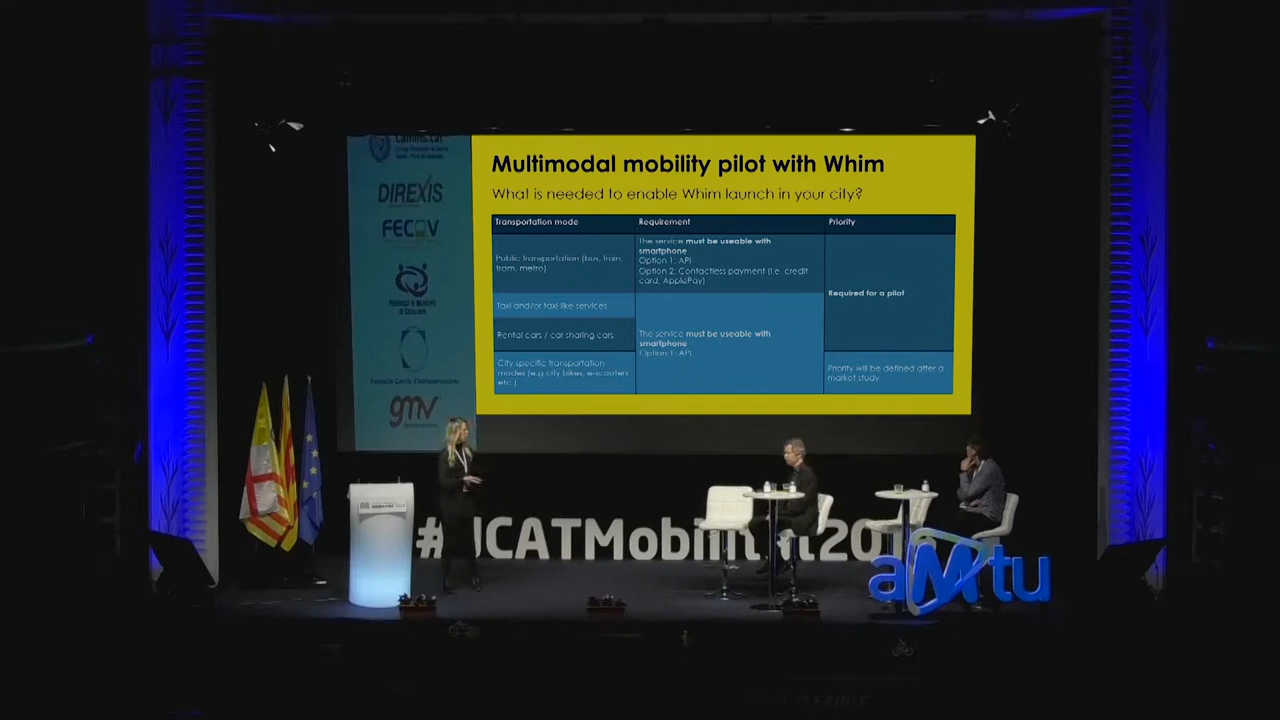 Camins.cat
DIREXIS
FECAV
gmv
Multimodal mobility pilot with Whim
What is needed to enable Whim launch in your city?
Transportation mode
Requirement
Priority
Public transportation (bus, train,
tram, metro)
The service must be useable with
smartphone
Option 1: API
Option 2: Contactless payment (i.e. credit
card, ApplePay)
Required for a pilot
Taxi and/or taxi like services
Rental cars / car sharing cars
The service must be useable with
smartphone
Option 1: API
City specific transportation
modes (e.g city bikes, e-scooters
etc.)
Priority will be defined after a
market study
aMtu